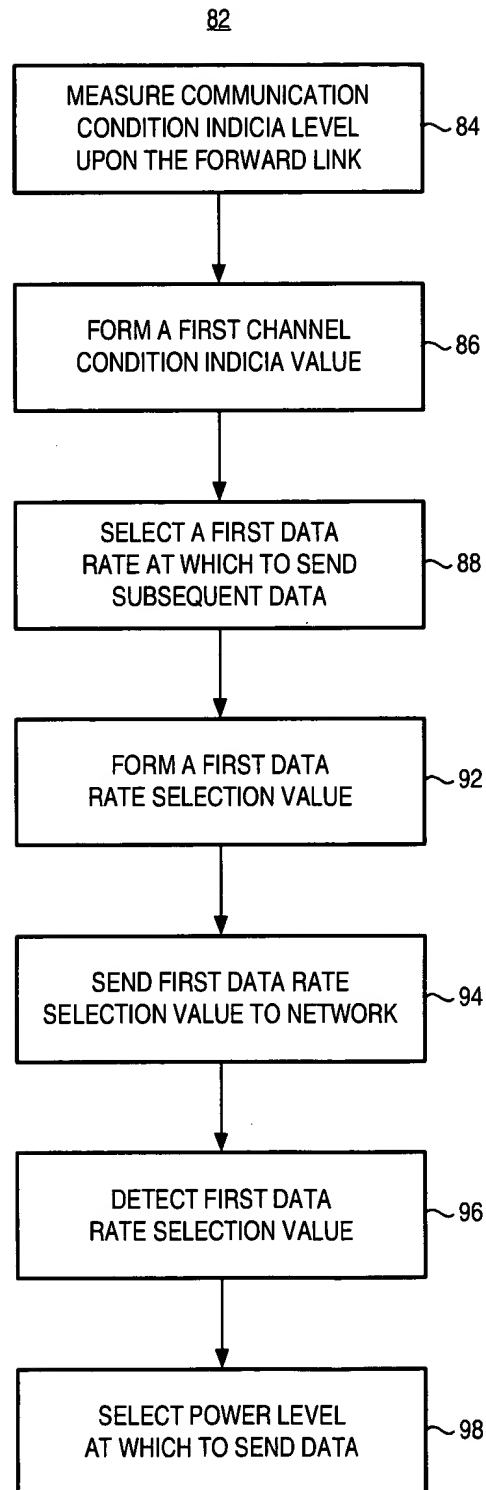 82
MEASURE COMMUNICATION
CONDITION INDICIA LEVEL
UPON THE FORWARD LINK
84
FORM A FIRST CHANNEL
CONDITION INDICIA VALUE
86
SELECT A FIRST DATA
RATE AT WHICH TO SEND
SUBSEQUENT DATA
88
FORM A FIRST DATA
RATE SELECTION VALUE
92
SEND FIRST DATA RATE
SELECTION VALUE TO NETWORK
94
DETECT FIRST DATA
RATE SELECTION VALUE
96
SELECT POWER LEVEL
AT WHICH TO SEND DATA
98